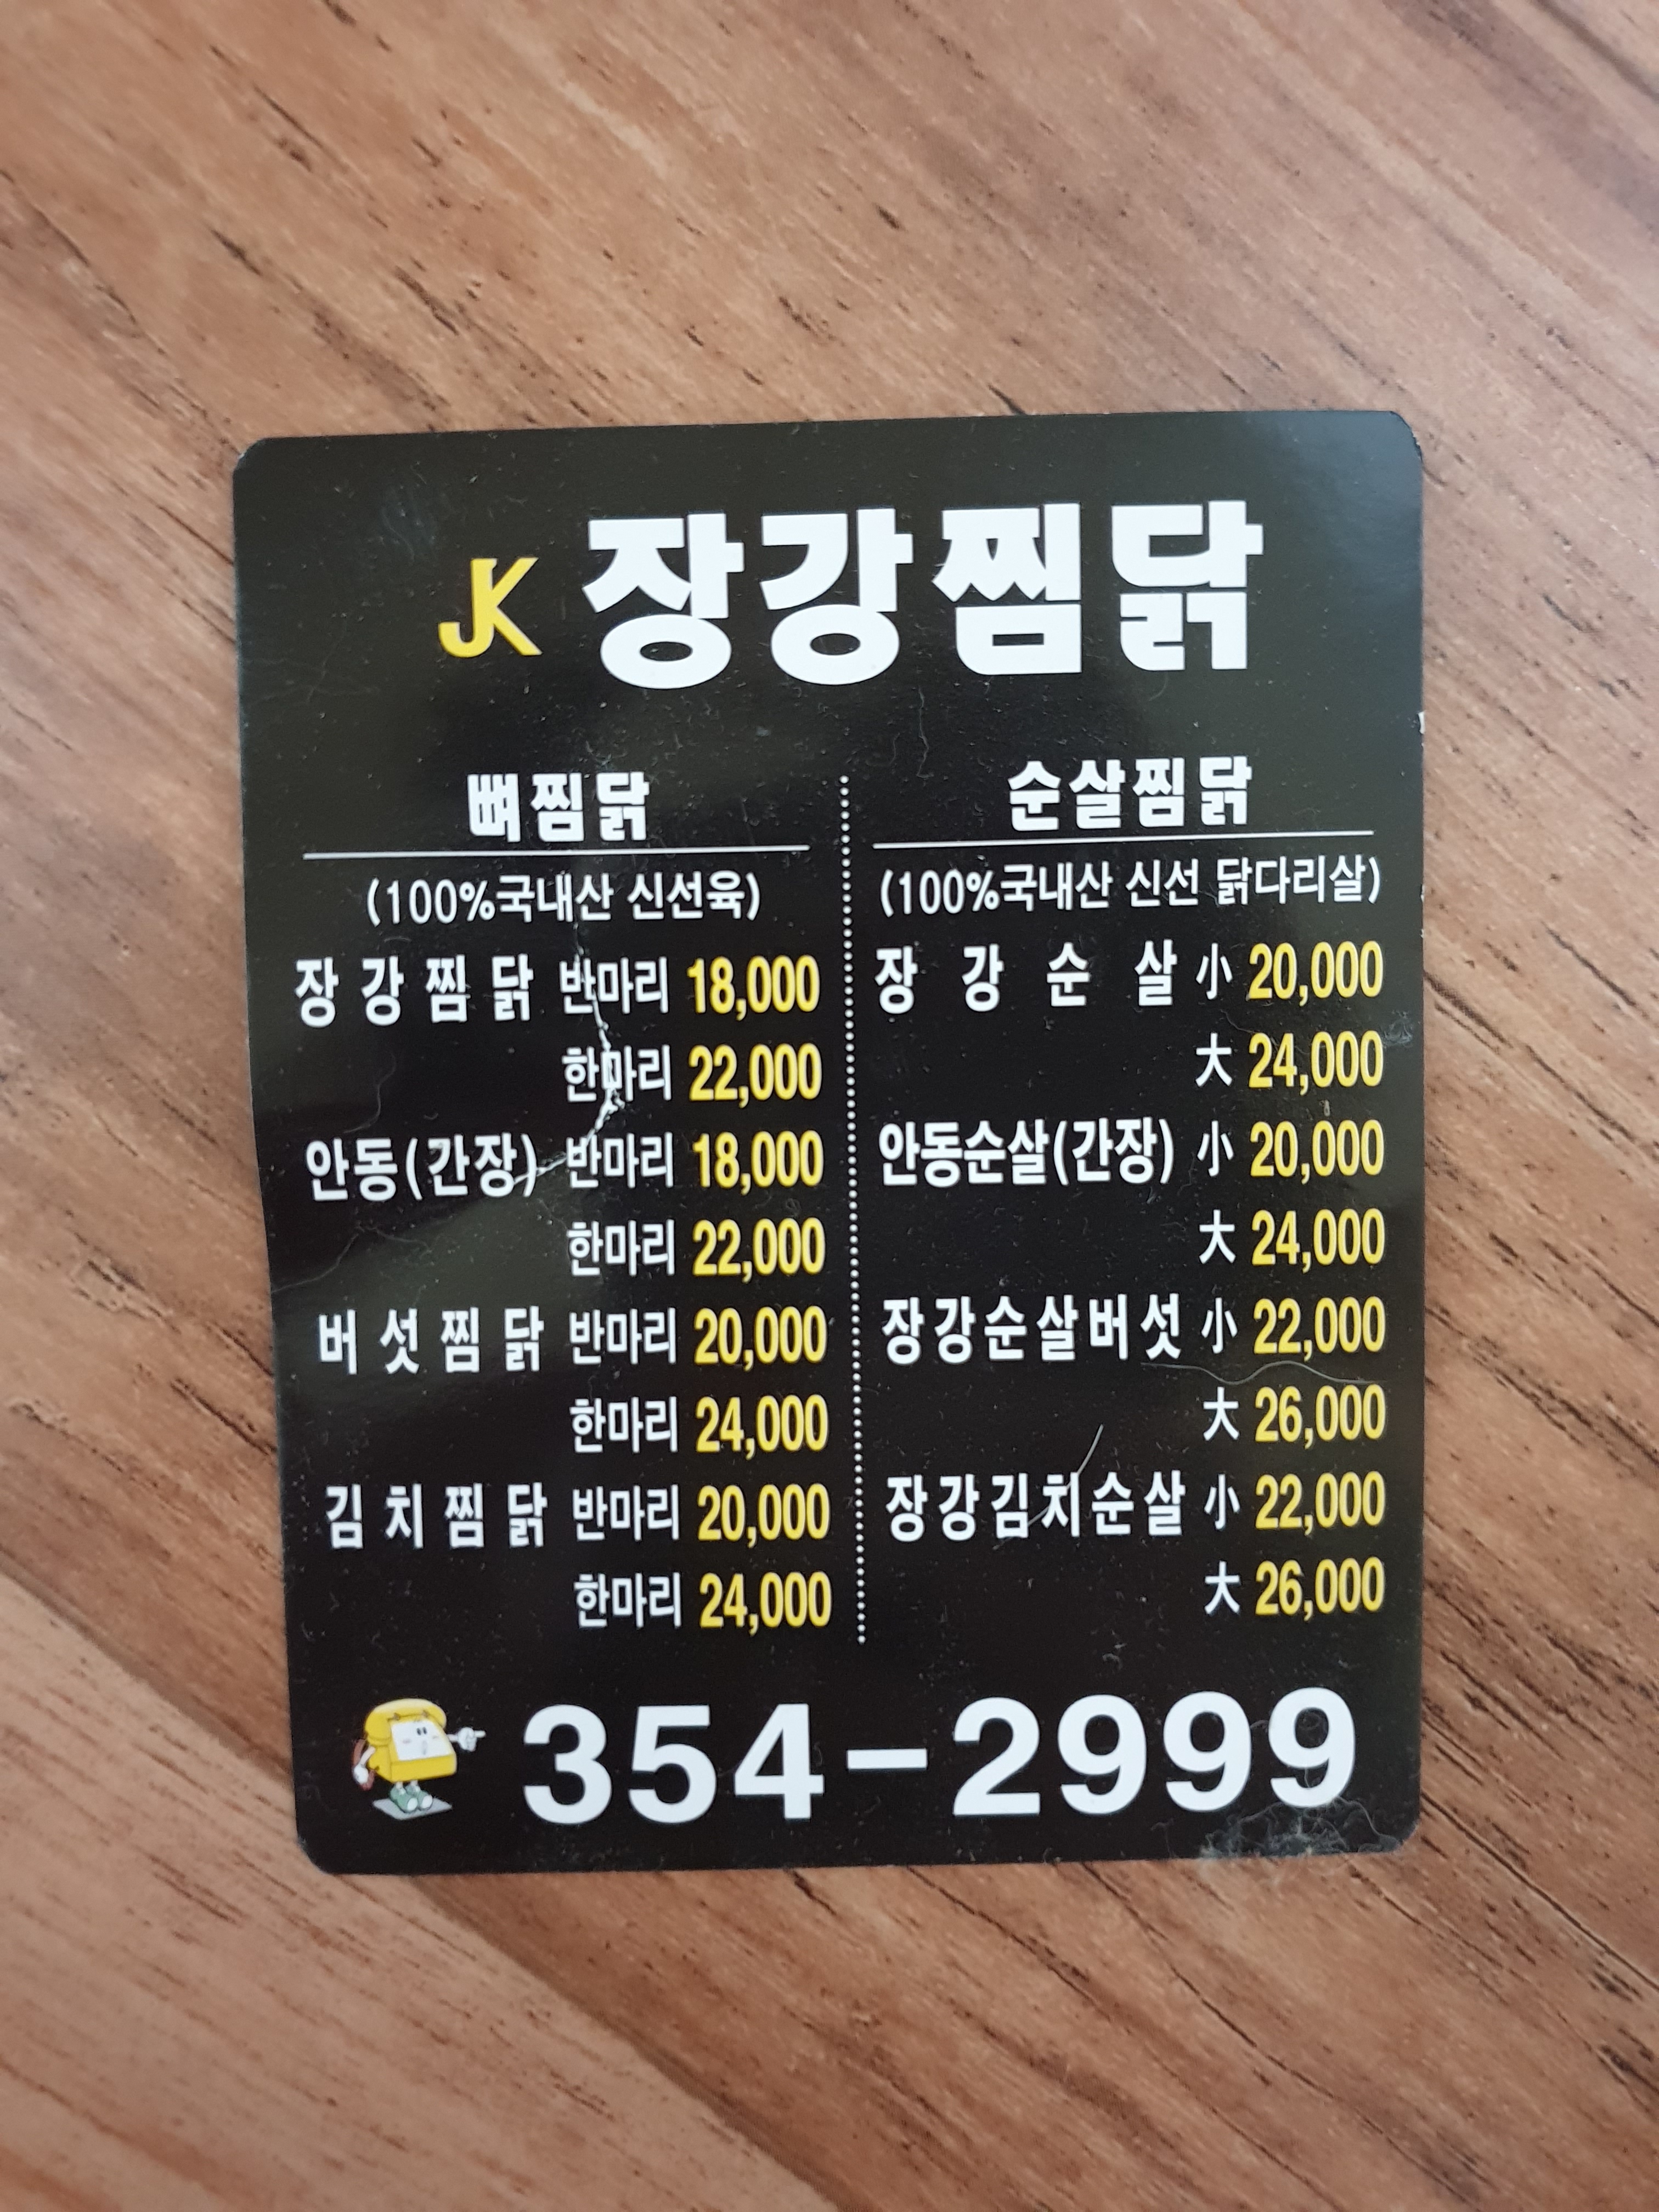 JK 장강찜닭
뼈찜닭
(100%국내산 신선육)
장강찜닭 반마리 18,000
한마리 22,000
안동(간장) 반마리 18,000
한마리 22,000
버섯찜닭 반마리 20,000
한마리 24,000
김치찜닭 반마리 20,000
한마리 24,000
순살찜닭
(100%국내산 신선 닭다리살)
장강순살 小 20,000
大 24,000
안동순살(간장) 小 20,000
大 24,000
장강순살버섯 小 22,000
大 26,000
장강김치순살 小 22,000
大 26,000
354-2999